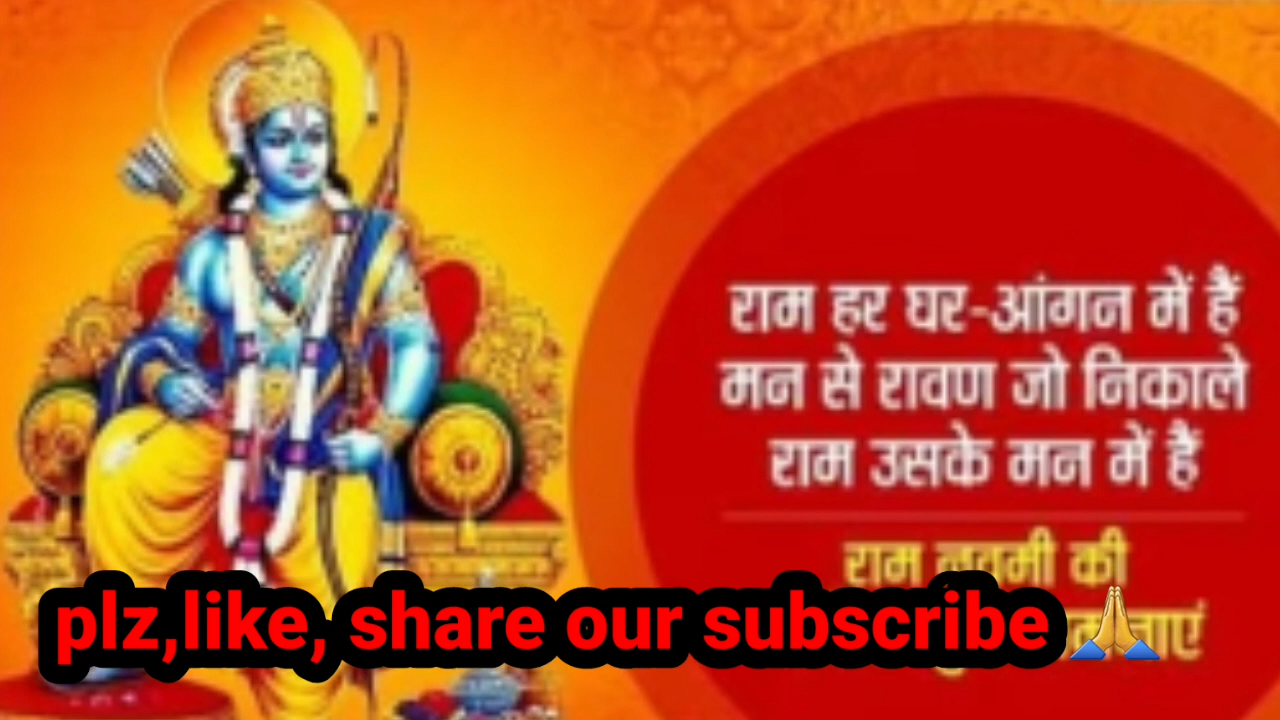 राम हर घर-आंगन में हैं
मन से रावण जो निकाले
राम उसके मन में हैं
राम नवमी की
plz,like, share our subscribe 🙏